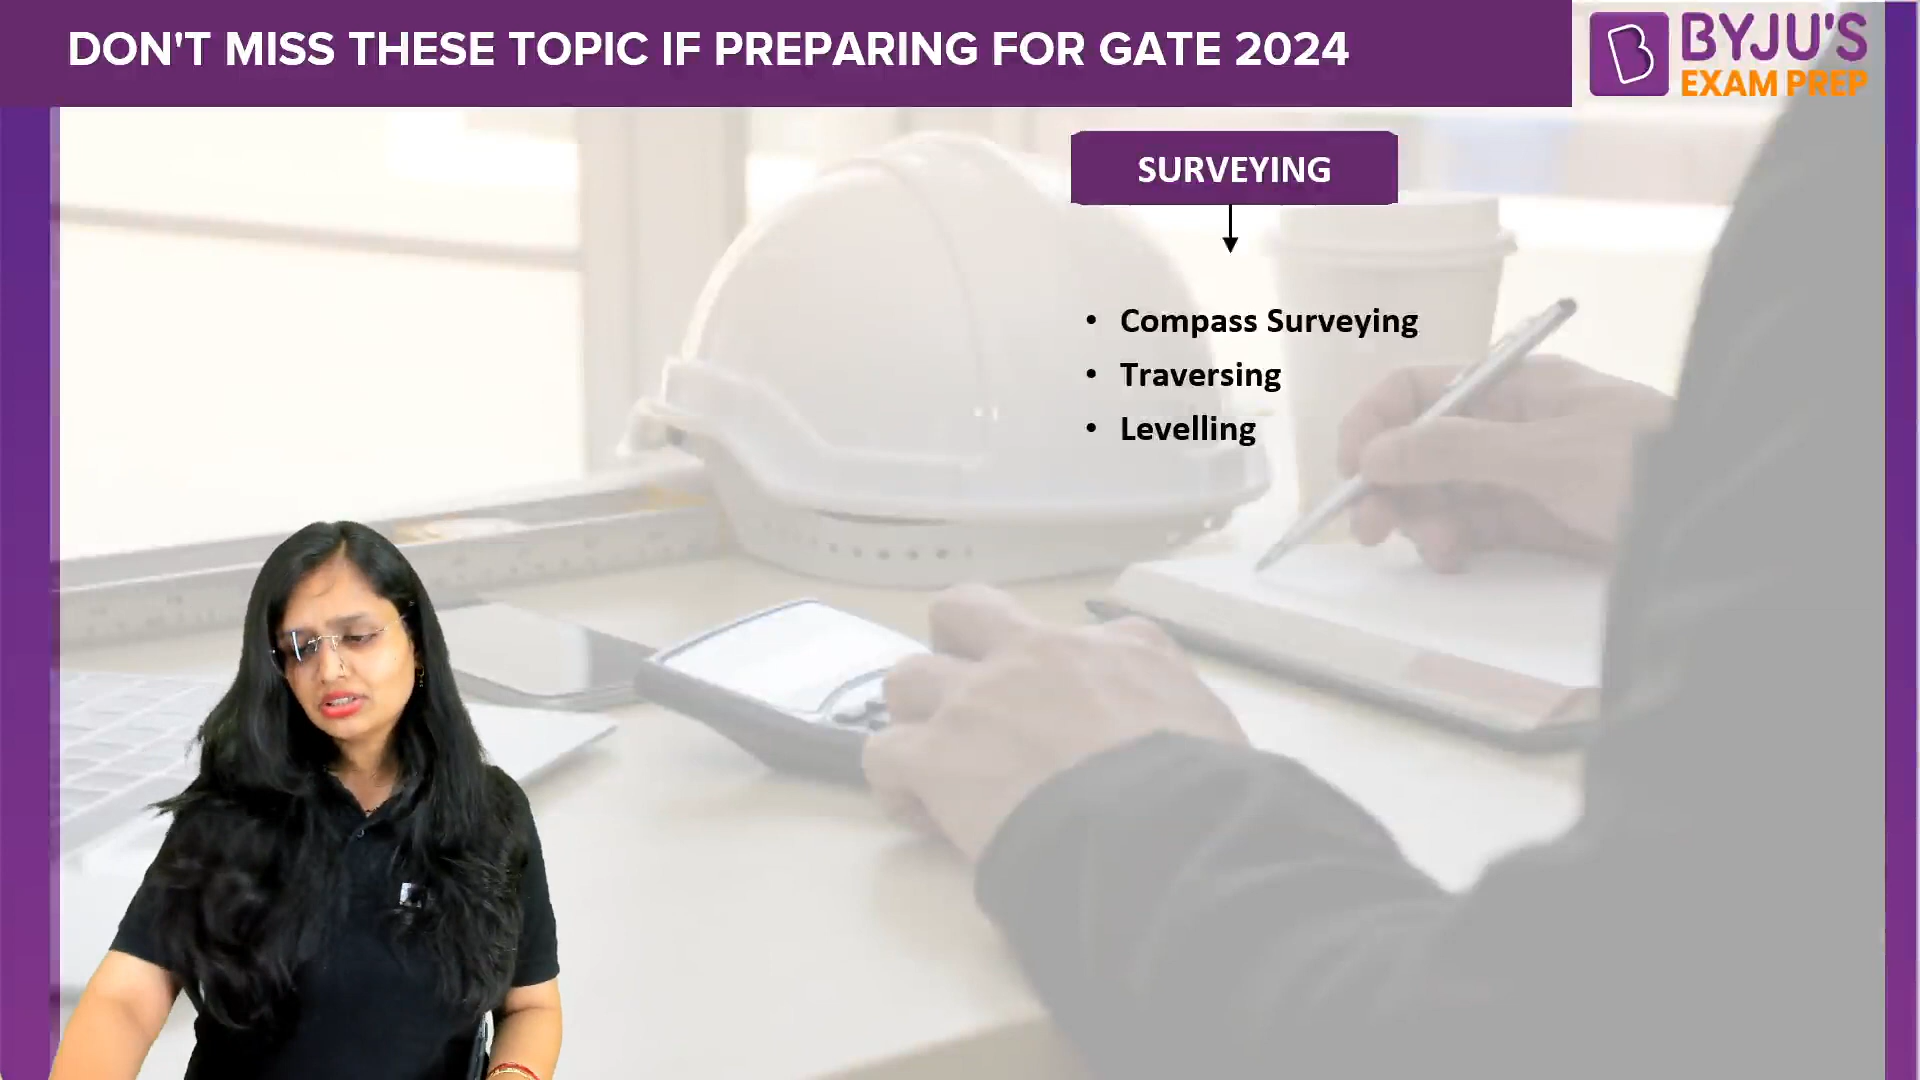 DON'T MISS THESE TOPIC IF PREPARING FOR GATE 2024
BYJU'S
EXAM PREP
SURVEYING
• Compass Surveying
• Traversing
• Levelling